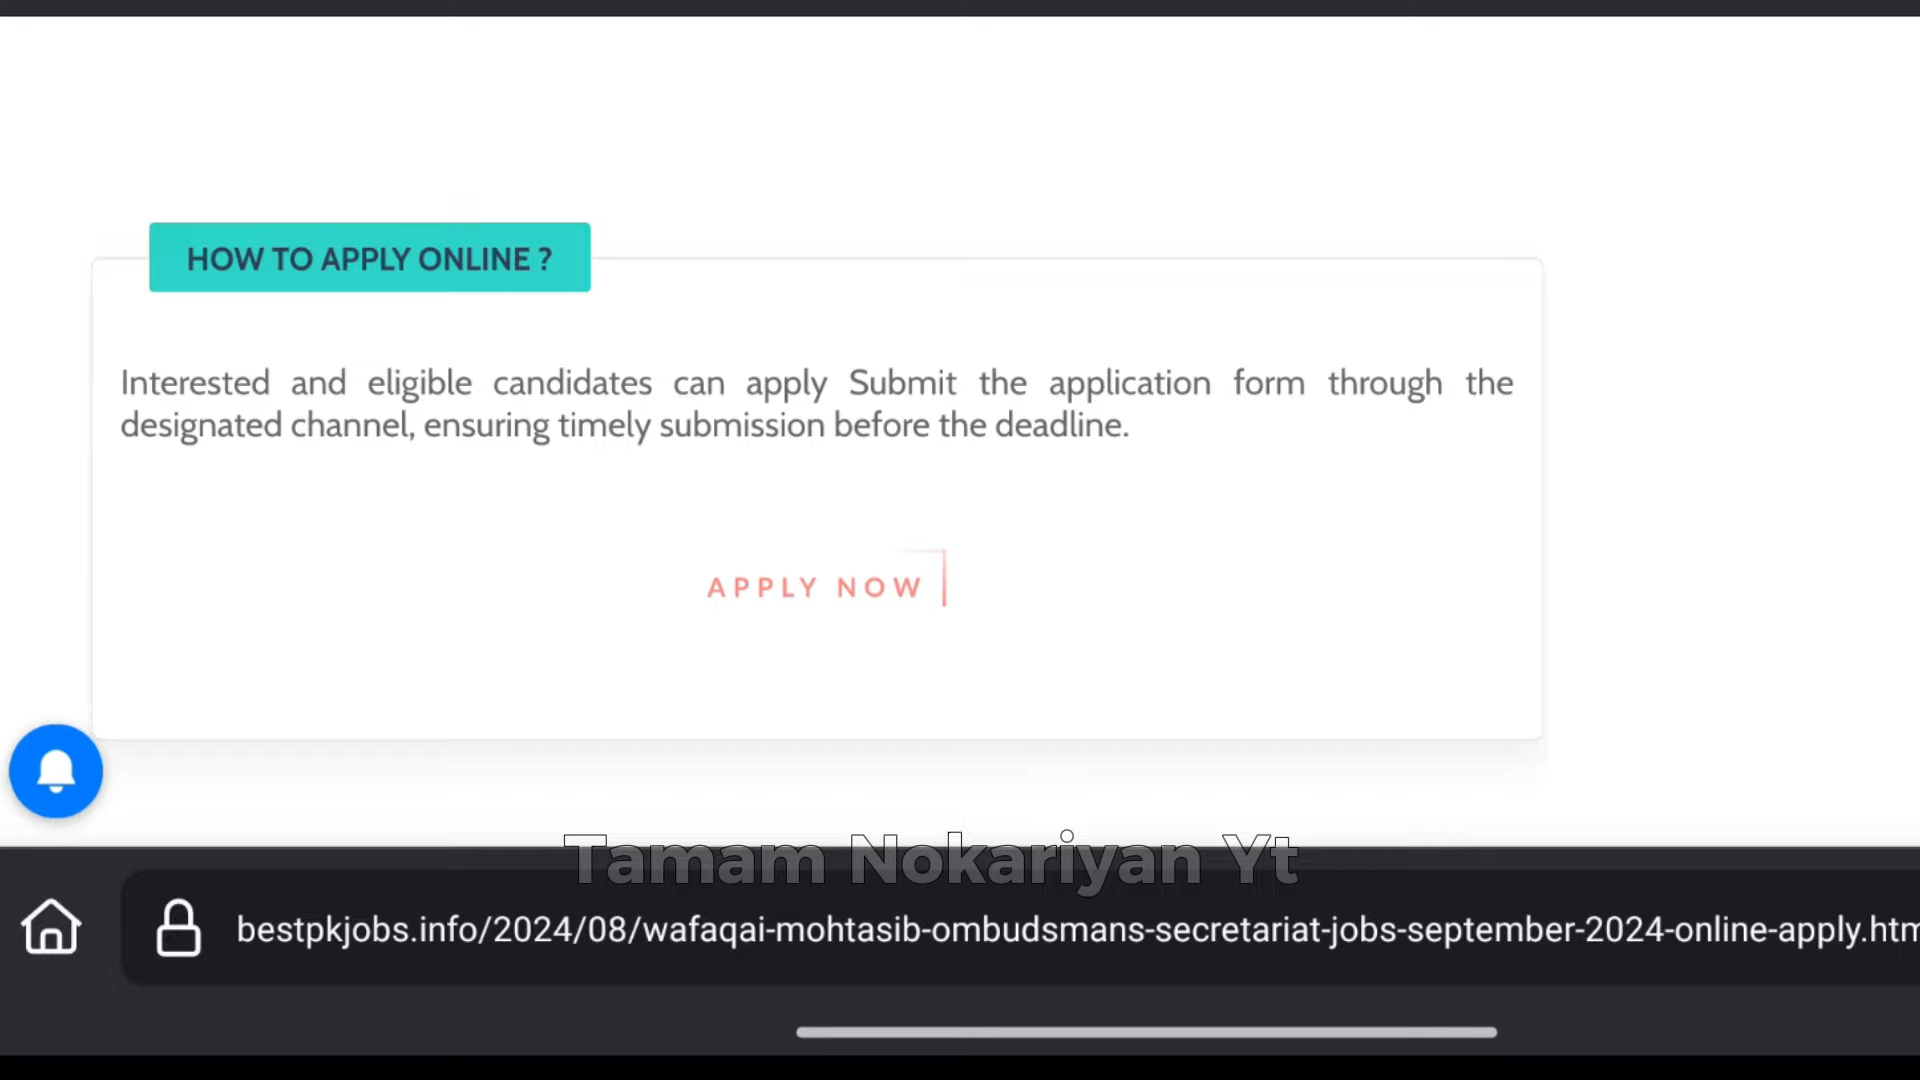 HOW TO APPLY ONLINE ?
Interested and eligible candidates can apply Submit the application form through the
designated channel, ensuring timely submission before the deadline.
APPLY NOW
Tamam Nokariyan Yt
bestpkjobs.info/2024/08/wafaqai-mohtasib-ombudsmans-secretariat-jobs-september-2024-online-apply.htm